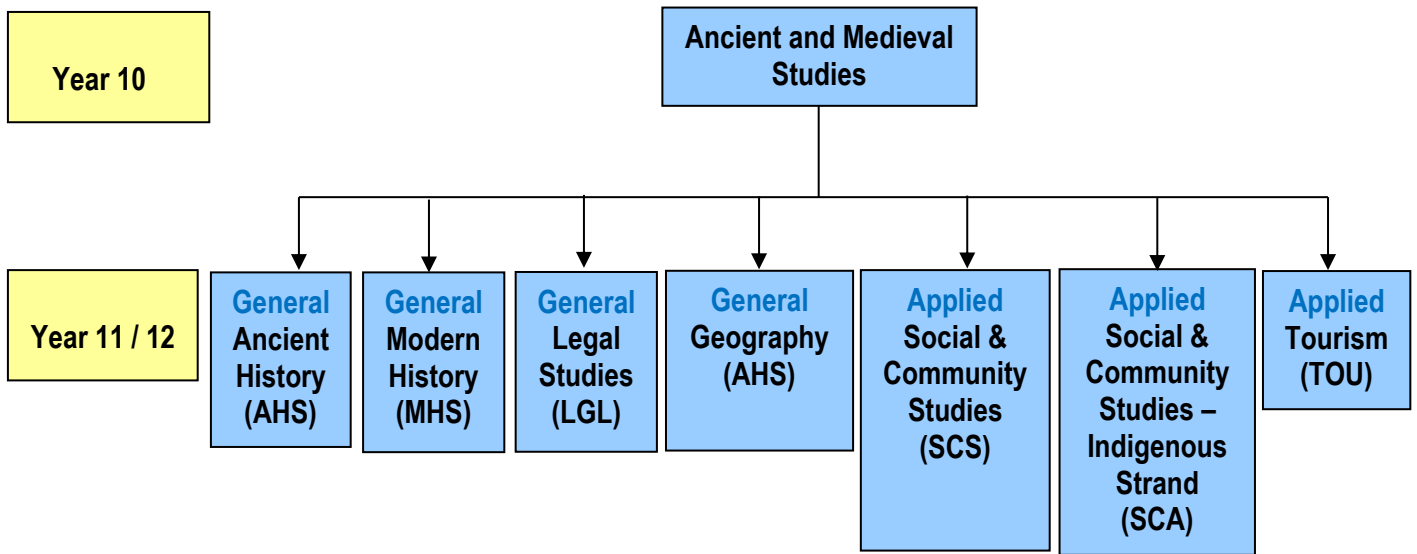 Year 10
Ancient and Medieval
Studies
Year 11 / 12
General
Ancient
History
(AHS)
General
Modern
History
(MHS)
General
Legal
Studies
(LGL)
General
Geography
(AHS)
Applied
Social &
Community
Studies
(SCS)
Applied
Social &
Community
Studies –
Indigenous
Strand
(SCA)
Applied
Tourism
(TOU)